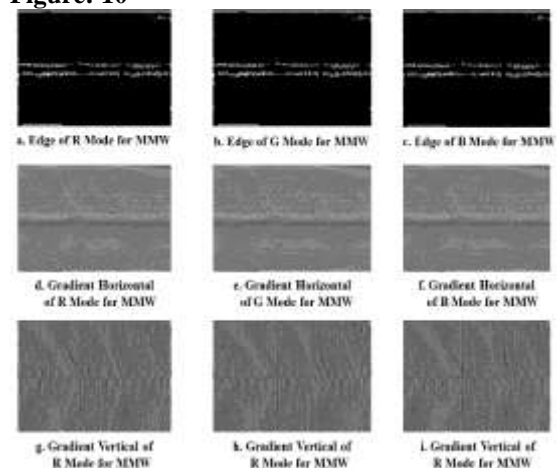 Figure. 10
a. Edge of R Mode for MMW
b. Edge of G Mode for MMW
c. Edge of B Mode for MMW
d. Gradient Horizontal
of R Mode for MMW
e. Gradient Horizontal
of G Mode for MMW
f. Gradient Horizontal
of B Mode for MMW
g. Gradient Vertical of
R Mode for MMW
h. Gradient Vertical of
R Mode for MMW
i. Gradient Vertical of
R Mode for MMW